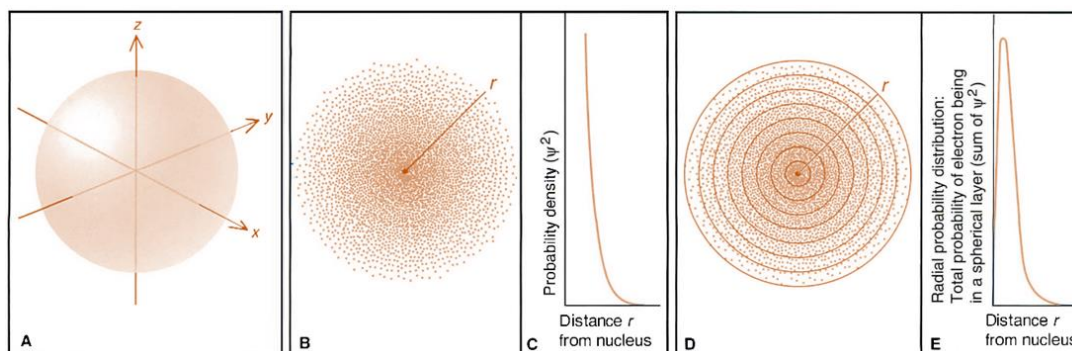 z
y
x
A
r
B
Probability density (ψ²)
Distance r
from nucleus
C
r
D
Radial probability distribution:
Total probability of electron being
in a spherical layer (sum of ψ²)
Distance r
from nucleus
E